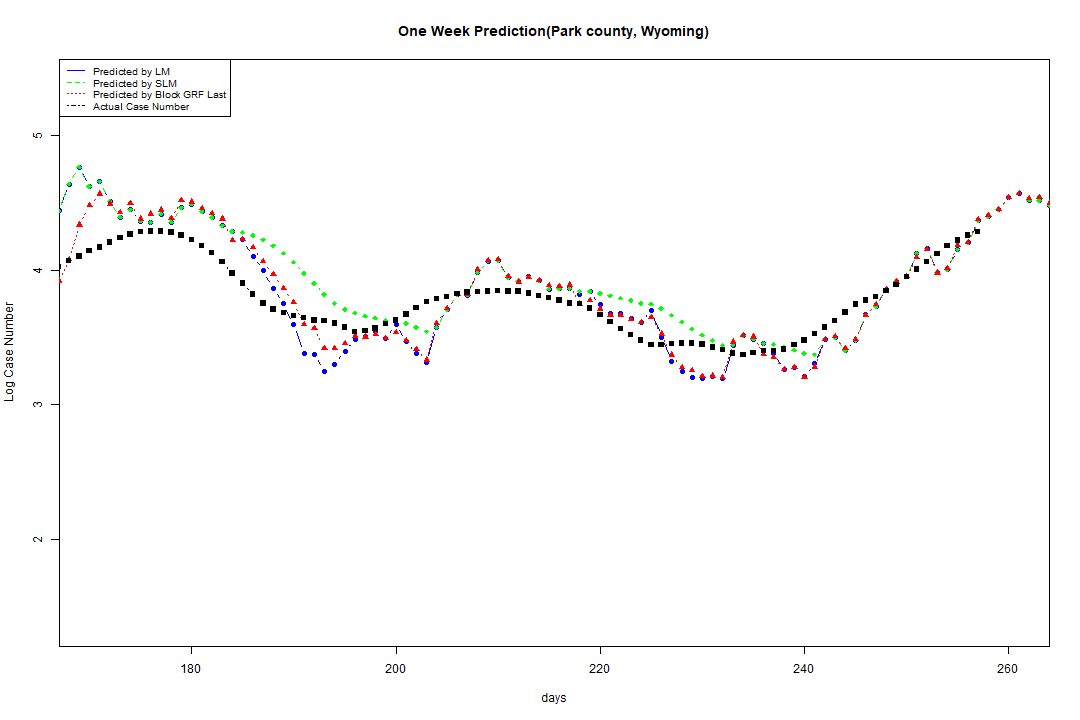 One Week Prediction(Park county, Wyoming)
Predicted by LM
Predicted by SLM
Predicted by Block GRF Last
Actual Case Number
5
4
3
2
Log Case Number
180 200 220 240 260
days